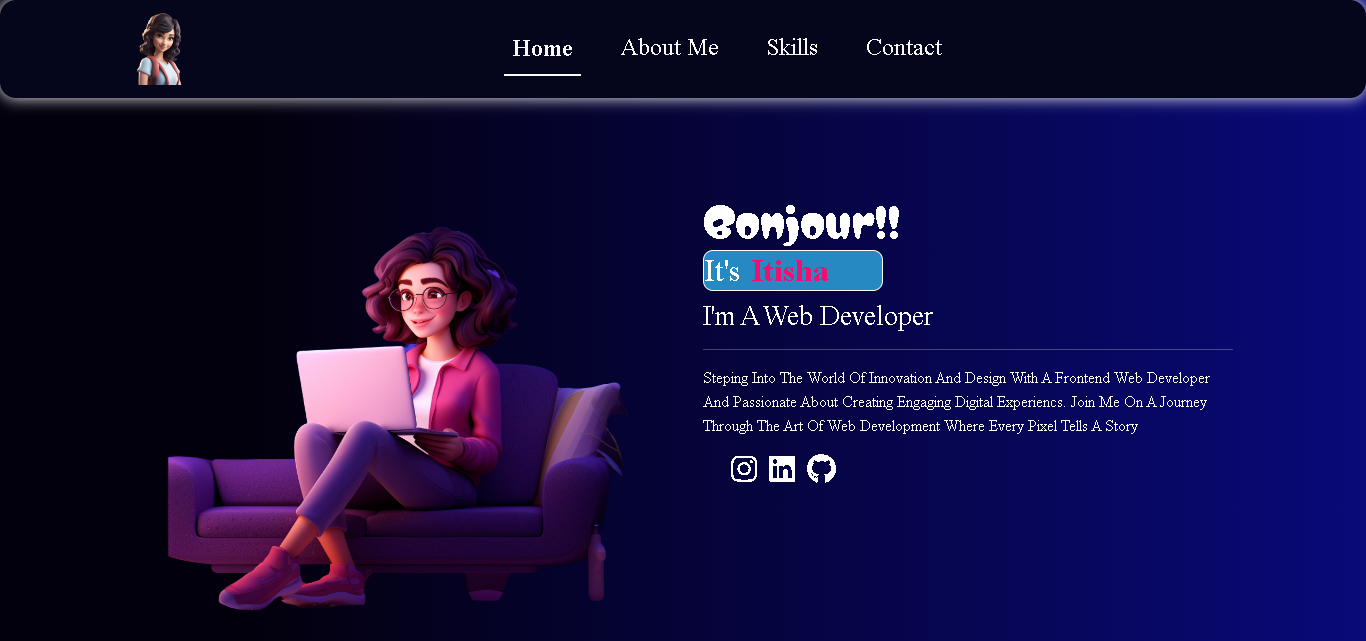 Home
About Me
Skills
Contact
Bonjour!!
It's Itisha
I'm A Web Developer
Steping Into The World Of Innovation And Design With A Frontend Web Developer
And Passionate About Creating Engaging Digital Experiencs. Join Me On A Journey
Through The Art Of Web Development Where Every Pixel Tells A Story